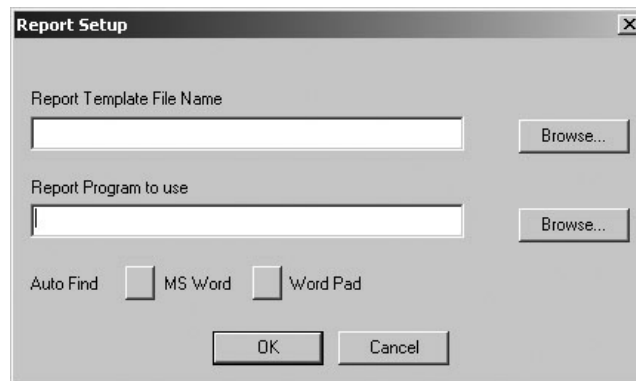 Report Setup
Report Template File Name
Browse...
Report Program to use
Browse...
Auto Find MS Word Word Pad
OK Cancel